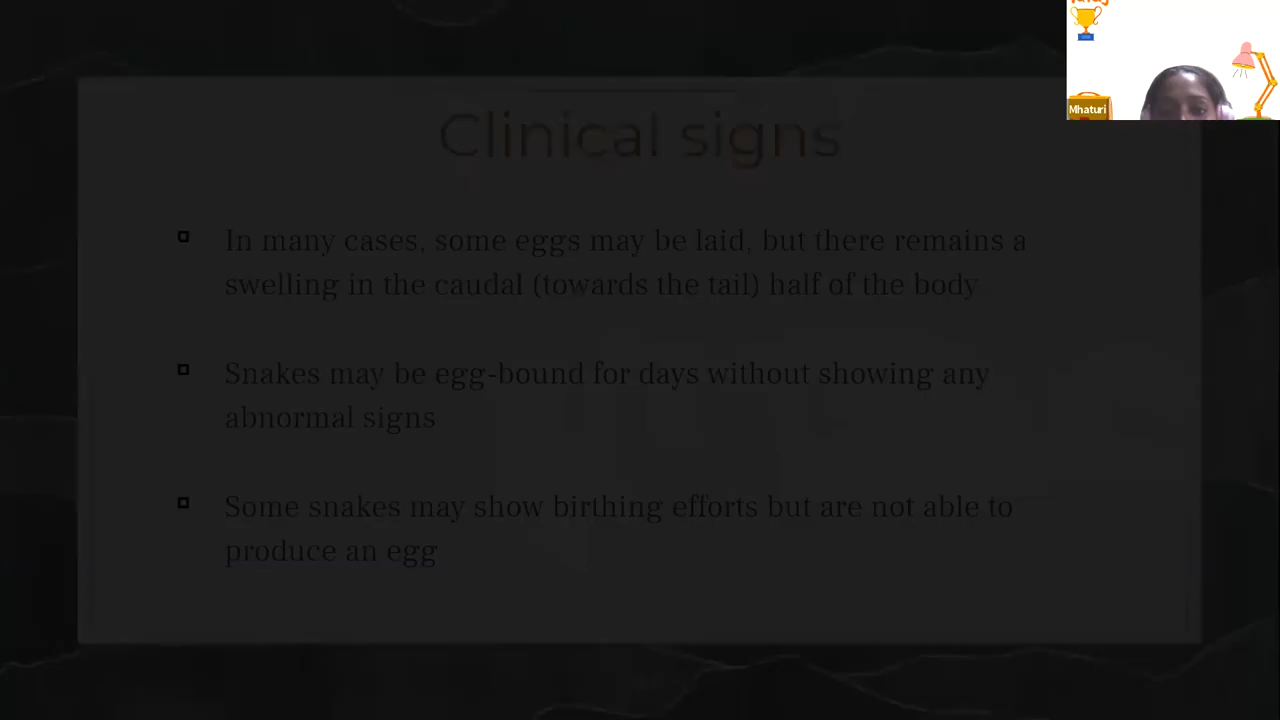 Clinical signs
In many cases, some eggs may be laid, but there remains a
swelling in the caudal (towards the tail) half of the body
Snakes may be egg-bound for days without showing any
abnormal signs
Some snakes may show birthing efforts but are not able to
produce an egg
Mhaturi